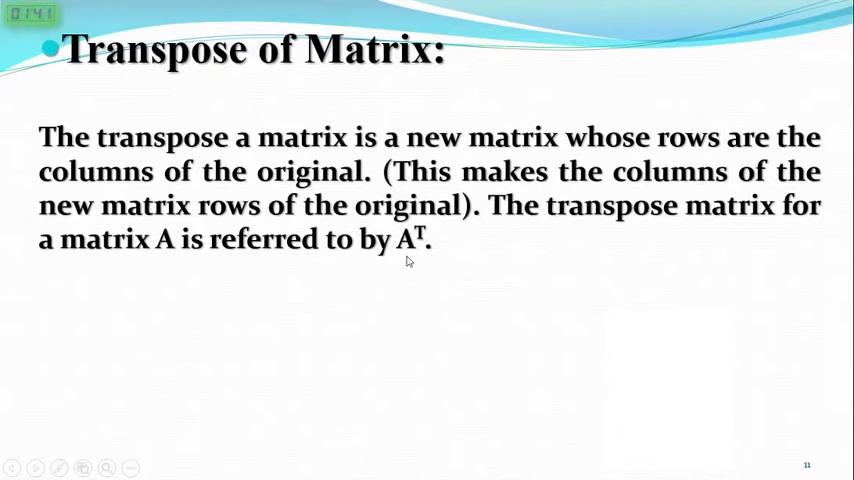 01:41
Transpose of Matrix:
The transpose a matrix is a new matrix whose rows are the
columns of the original. (This makes the columns of the
new matrix rows of the original). The transpose matrix for
a matrix A is referred to by Aᵀ.
11